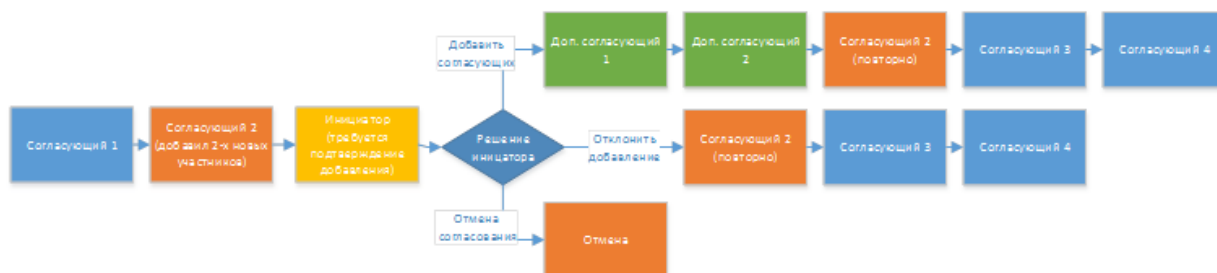 Добавить
согласующих
Доп. согласующий
1
Доп. согласующий
2
Согласующий 2
(повторно)
Согласующий 3
Согласующий 4
Согласующий 1
Согласующий 2
(добавил 2-х новых
участников)
Инициатор
(требуется
подтверждение
добавления)
Решение
иницатора
Отклонить
добавление
Согласующий 2
(повторно)
Согласующий 3
Согласующий 4
Отмена
согласования
Отмена